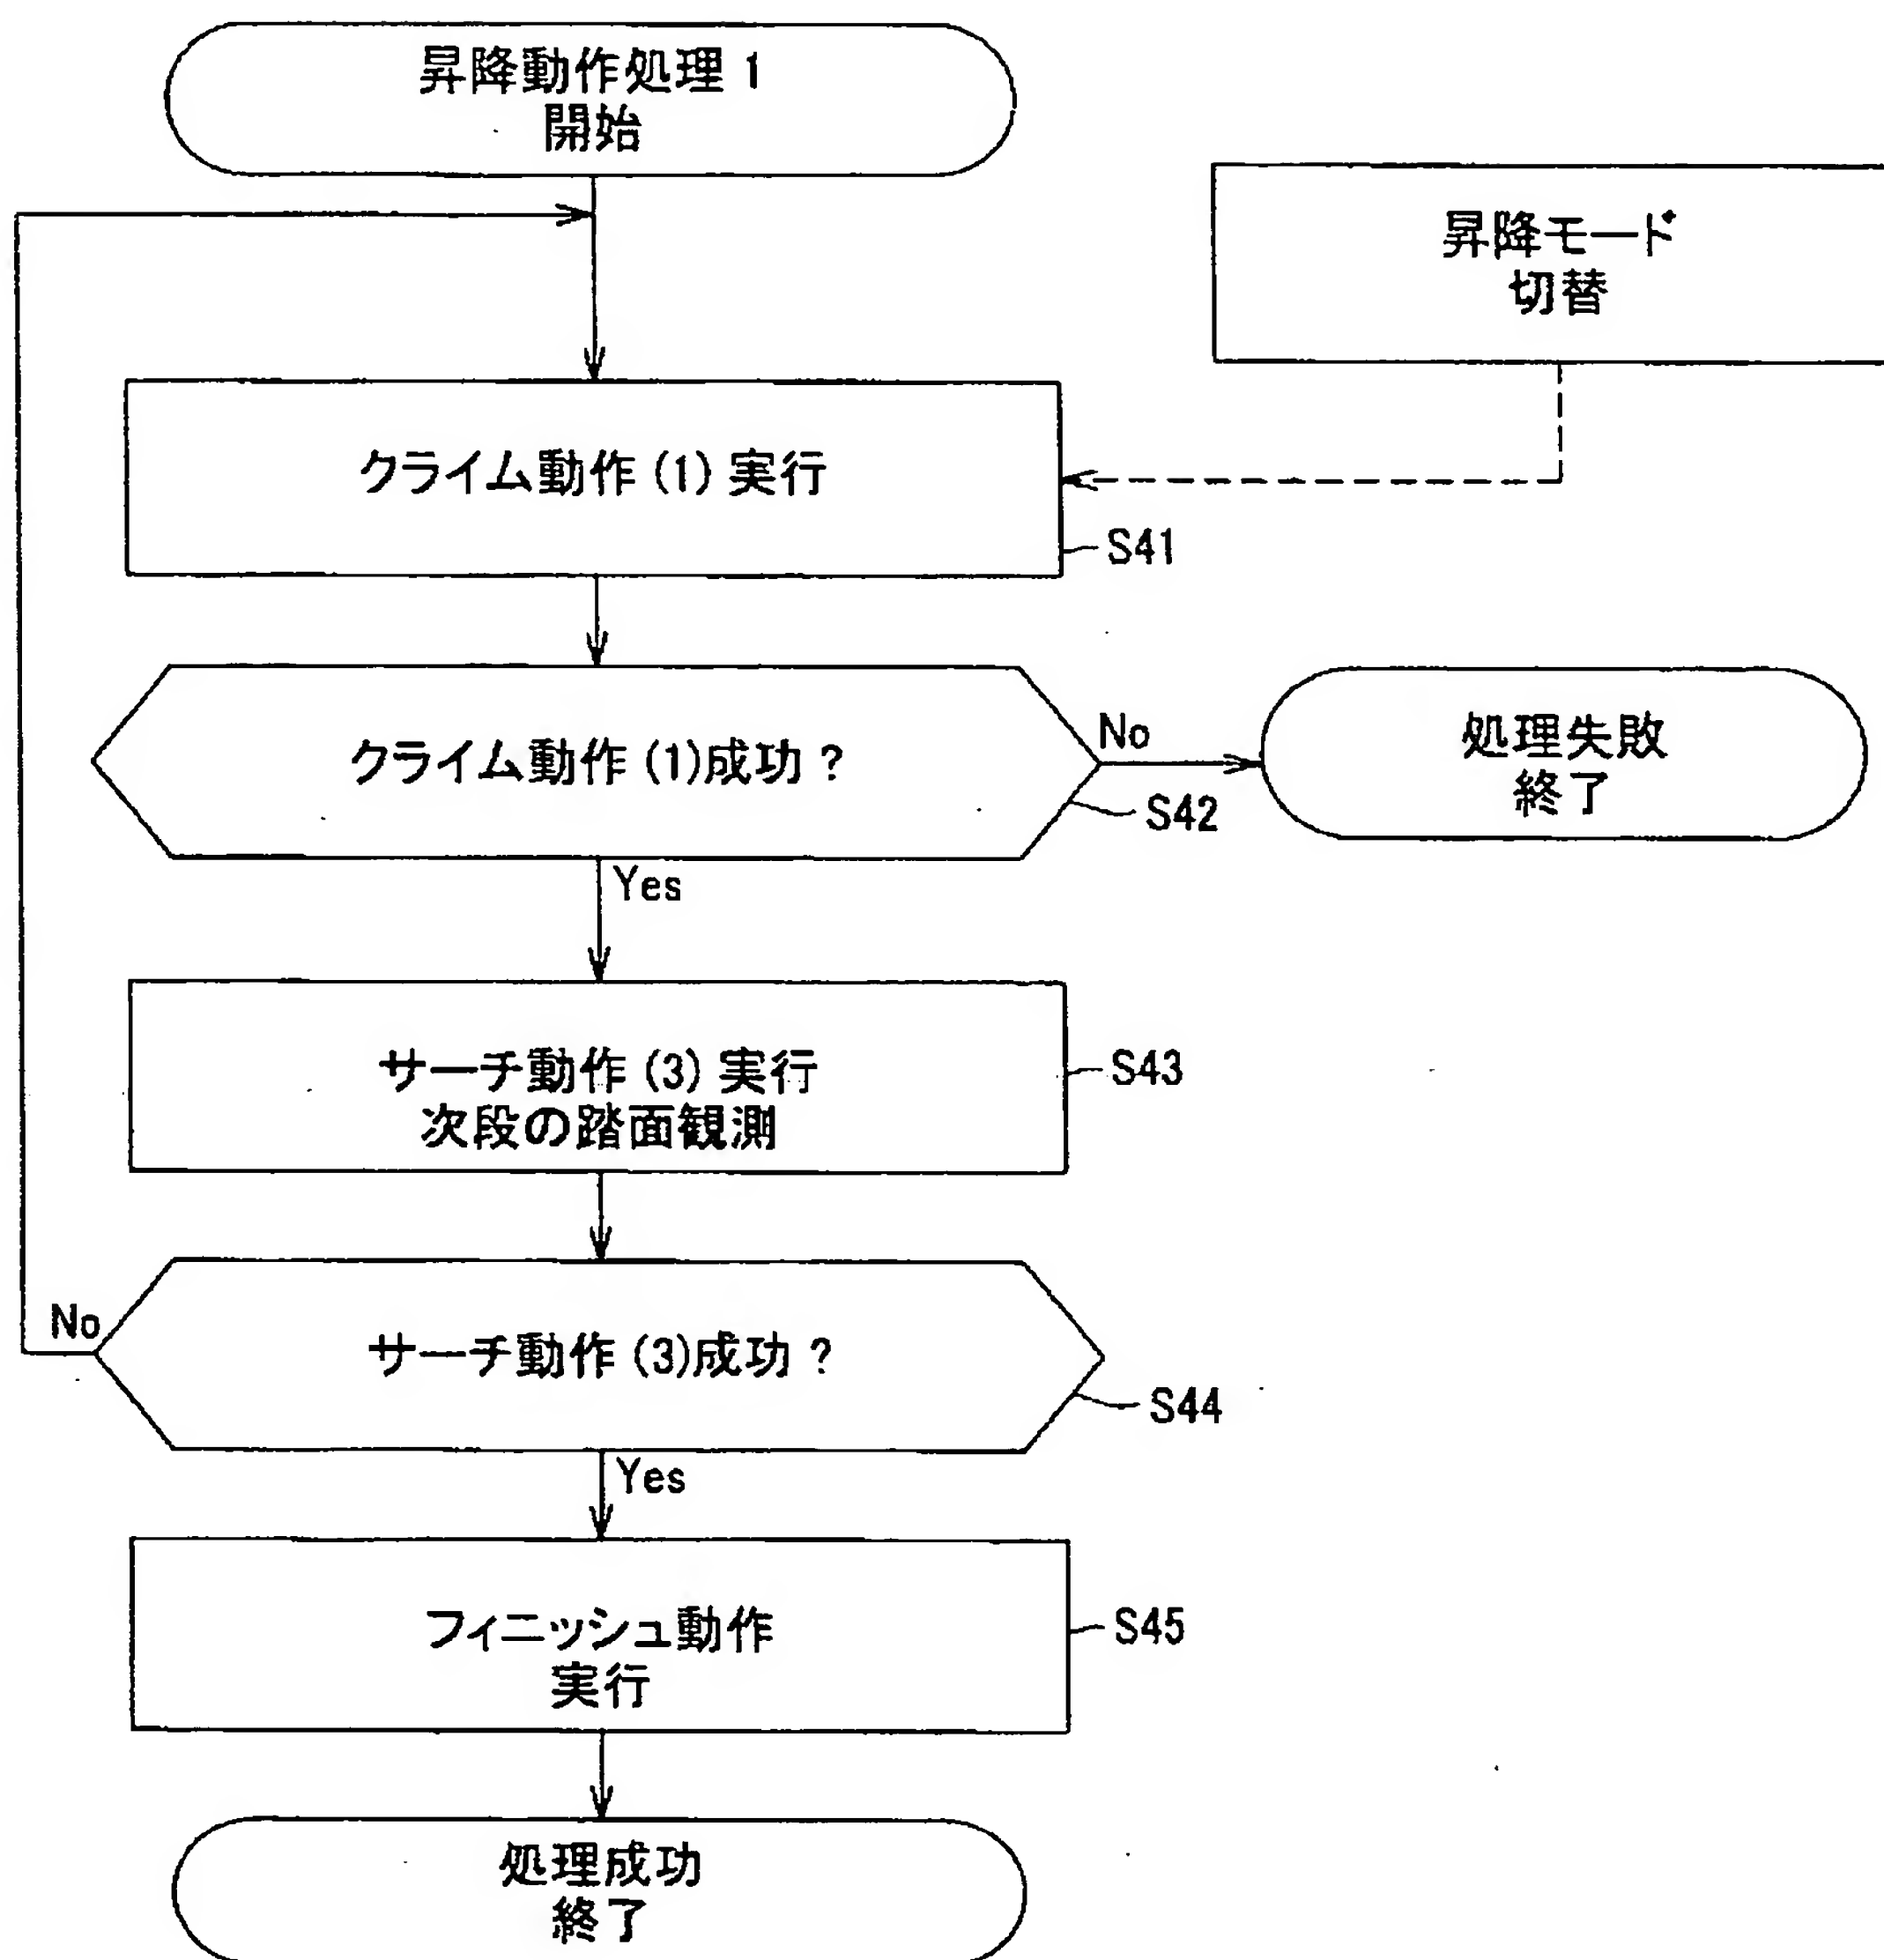 昇降動作処理 1
開始
昇降モード
切替
クライム動作 (1) 実行
S41
クライム動作 (1)成功 ?
No
S42
処理失敗
終了
Yes
サーチ動作 (3) 実行
次段の踏面観測
S43
No
サーチ動作 (3)成功 ?
S44
Yes
フィニッシュ動作
実行
S45
処理成功
終了